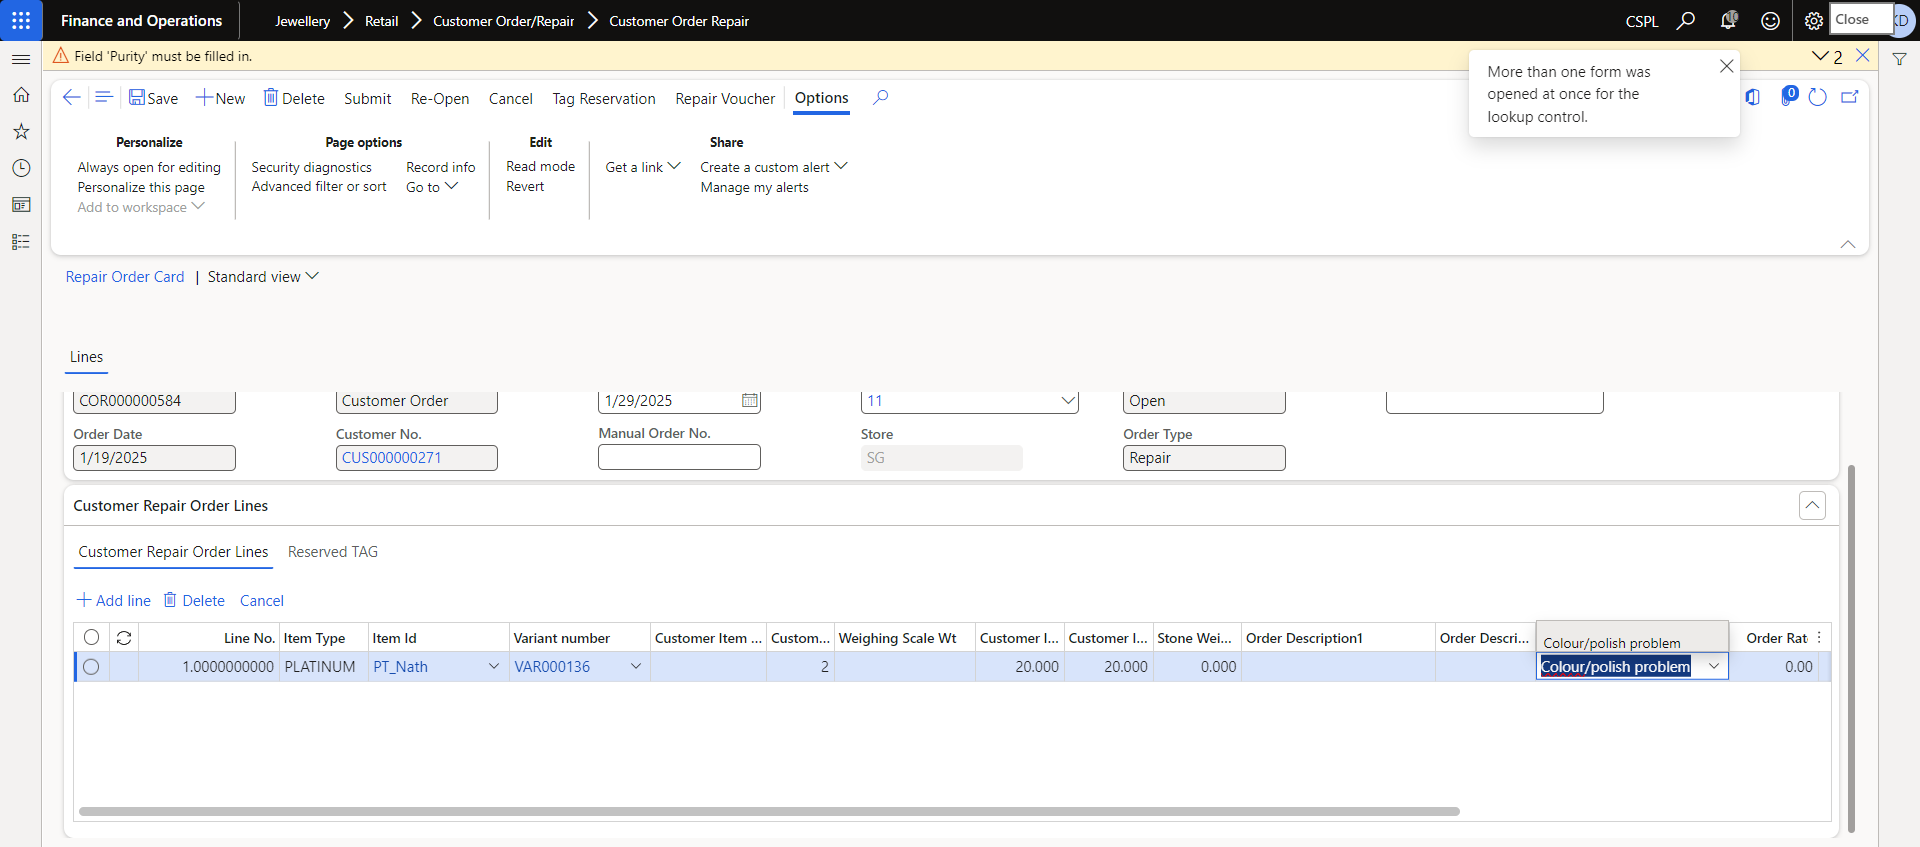 Finance and Operations
Jewellery > Retail > Customer Order/Repair > Customer Order Repair
CSPL
Close
Field 'Purity' must be filled in.
2
More than one form was
opened at once for the
lookup control.
Save
New
Delete
Submit
Re-Open
Cancel
Tag Reservation
Repair Voucher
Options
0
Personalize
Always open for editing
Personalize this page
Add to workspace
Page options
Security diagnostics
Advanced filter or sort
Record info
Go to
Edit
Read mode
Revert
Get a link
Share
Create a custom alert
Manage my alerts
Repair Order Card | Standard view
Lines
COR000000584
Customer Order
1/29/2025
11
Open
Order Date
1/19/2025
Customer No.
CUS000000271
Manual Order No.
Store
SG
Order Type
Repair
Customer Repair Order Lines
Customer Repair Order Lines
Reserved TAG
Add line
Delete
Cancel
Line No. Item Type Item Id Variant number Customer Item ... Custom... Weighing Scale Wt Customer I... Customer I... Stone Wei... Order Description1 Order Descri... Colour/polish problem Order Rat
1.0000000000 PLATINUM PT_Nath VAR000136 2 20.000 20.000 0.000 Colour/polish problem 0.00